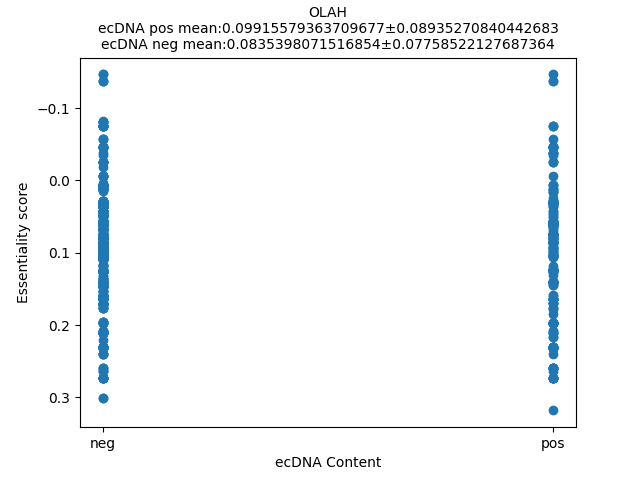 OLAH
ecDNA pos mean:0.09915579363709677±0.08935270840442683
ecDNA neg mean:0.0835398071516854±0.07758522127687364
−0.1
0.0
0.1
0.2
0.3
Essentiality score
neg
pos
ecDNA Content